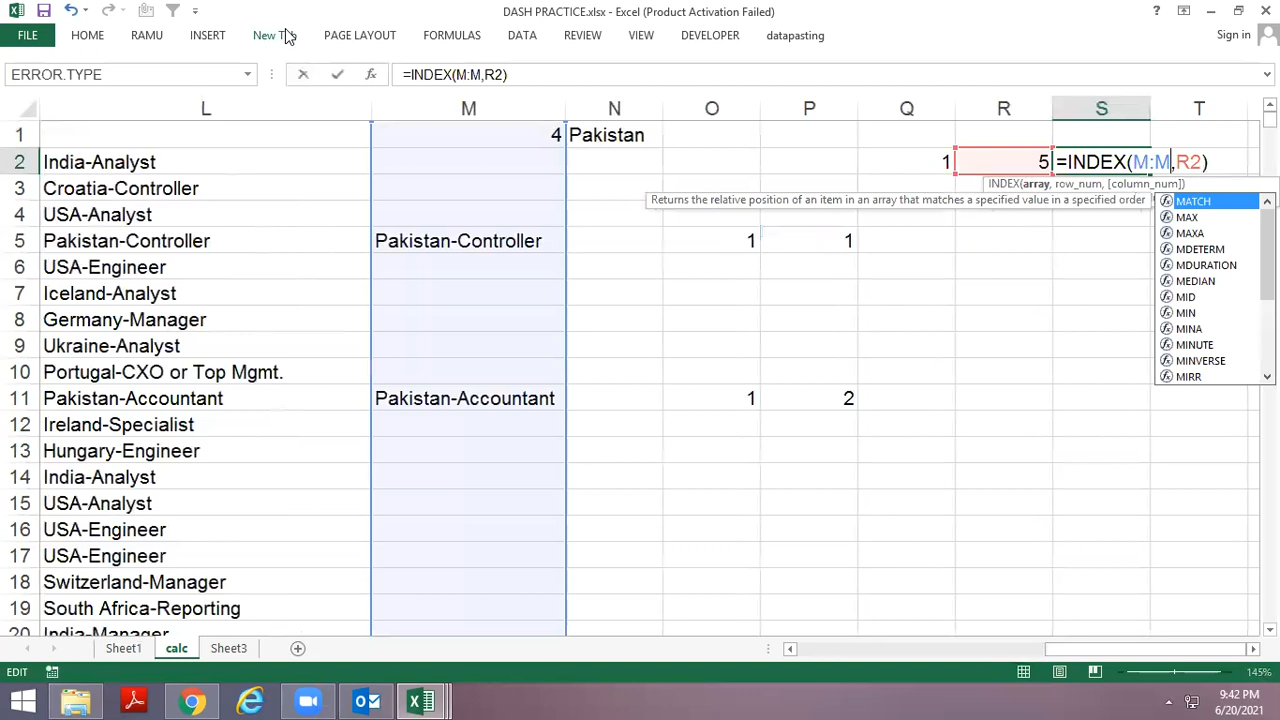 DASH PRACTICE.xlsx - Excel (Product Activation Failed)
FILE HOME RAMU INSERT New Tab PAGE LAYOUT FORMULAS DATA REVIEW VIEW DEVELOPER datapasting Sign in
ERROR.TYPE fx =INDEX(M:M,R2)
L M N O P Q R S T
1 4 Pakistan
2 India-Analyst 1 5 =INDEX(M:M,R2)
INDEX(array, row_num, [column_num])
3 Croatia-Controller
Returns the relative position of an item in an array that matches a specified value in a specified order
MATCH
4 USA-Analyst
MAX
MAXA
5 Pakistan-Controller Pakistan-Controller 1 1
MDETERM
6 USA-Engineer
MDURATION
MEDIAN
7 Iceland-Analyst
MID
8 Germany-Manager
MIN
MINA
9 Ukraine-Analyst
MINUTE
MINVERSE
10 Portugal-CXO or Top Mgmt.
MIRR
11 Pakistan-Accountant Pakistan-Accountant 1 2
12 Ireland-Specialist
13 Hungary-Engineer
14 India-Analyst
15 USA-Analyst
16 USA-Engineer
17 USA-Engineer
18 Switzerland-Manager
19 South Africa-Reporting
20 India-Manager
Sheet1 calc Sheet3
EDIT 145%
9:42 PM
6/20/2021